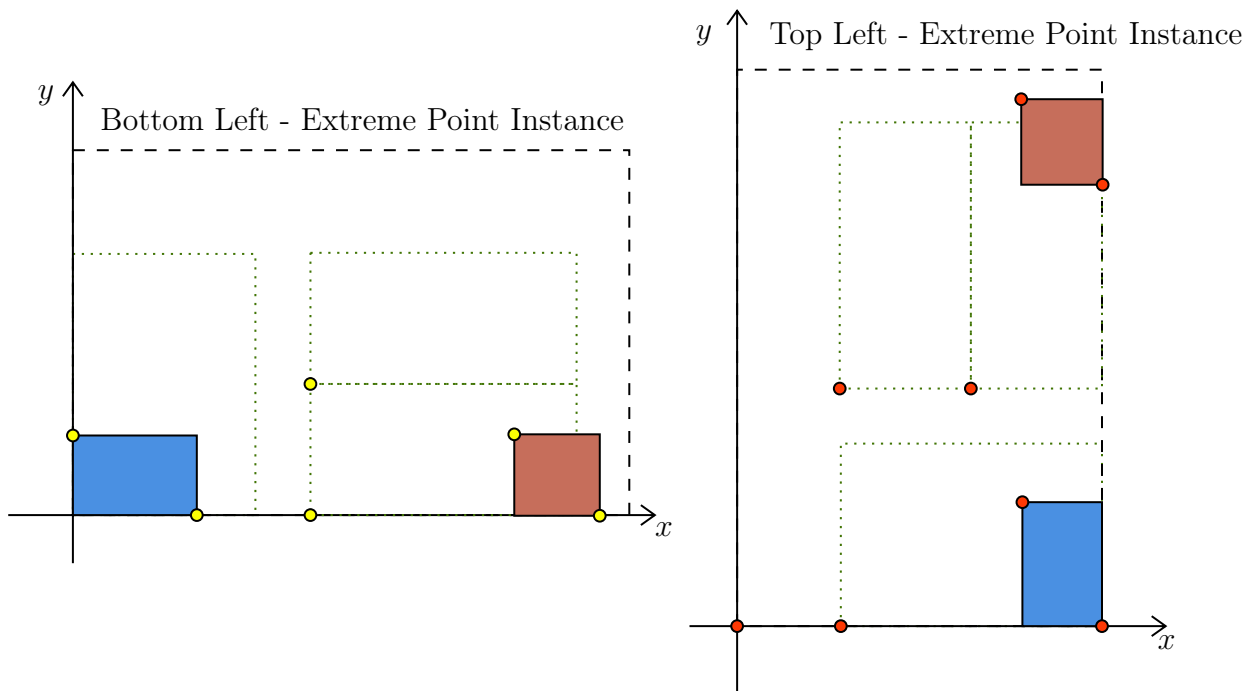 y
Bottom Left - Extreme Point Instance
x
y
Top Left - Extreme Point Instance
x